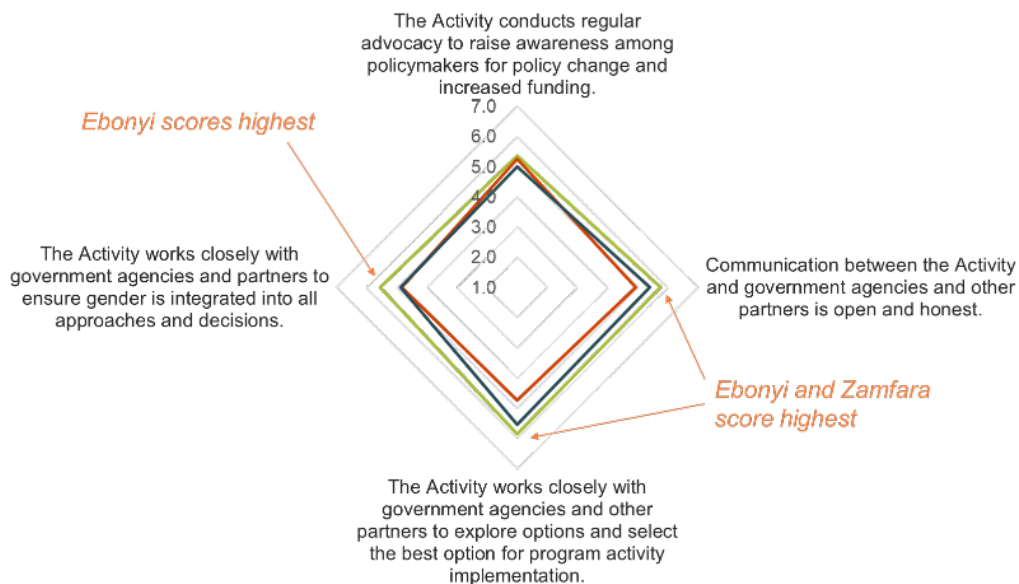 The Activity conducts regular
advocacy to raise awareness among
policymakers for policy change and
increased funding.
7.0
6.0
5.0
4.0
3.0
2.0
1.0
Ebonyi scores highest
The Activity works closely with
government agencies and partners to
ensure gender is integrated into all
approaches and decisions.
Communication between the Activity
and government agencies and other
partners is open and honest.
Ebonyi and Zamfara
score highest
The Activity works closely with
government agencies and other
partners to explore options and select
the best option for program activity
implementation.